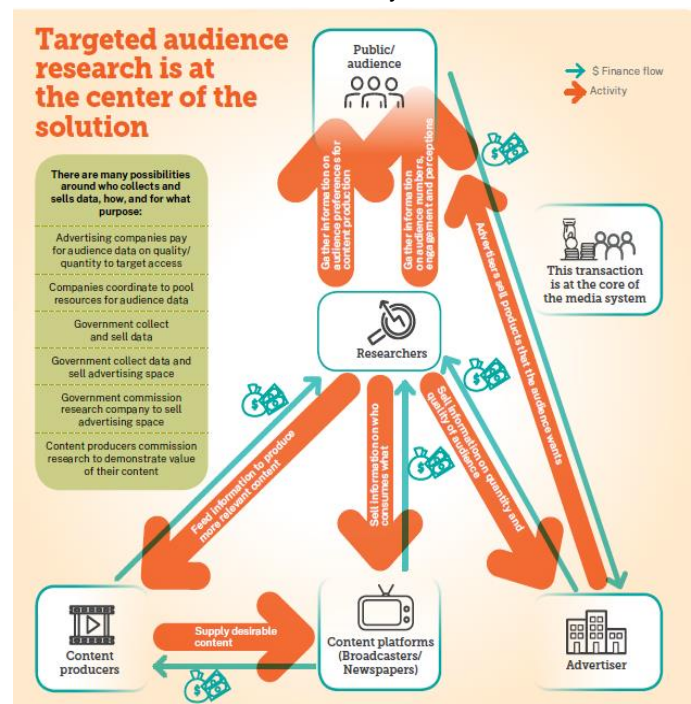 Targeted audience
research is at
the center of the
solution
Public/
audience
$ Finance flow
Activity
There are many possibilities
around who collects and
sells data, how, and for what
purpose:
Advertising companies pay
for audience data on quality/
quantity to target access
Companies coordinate to pool
resources for audience data
Government collect
and sell data
Government collect data and
sell advertising space
Government commission
research company to sell
advertising space
Content producers commission
research to demonstrate value
of their content
Gather information on
audience preferences for
content production
Gather information
on audience numbers,
engagement and perceptions
Advertisers sell products that the audience wants
This transaction
is at the core of
the media system
Researchers
Feed information to produce
more relevant content
Sell information on who
consumes what
Sell information on quantity and
quality of audience
Content
producers
Supply desirable
content
Content platforms
(Broadcasters/
Newspapers)
Advertiser